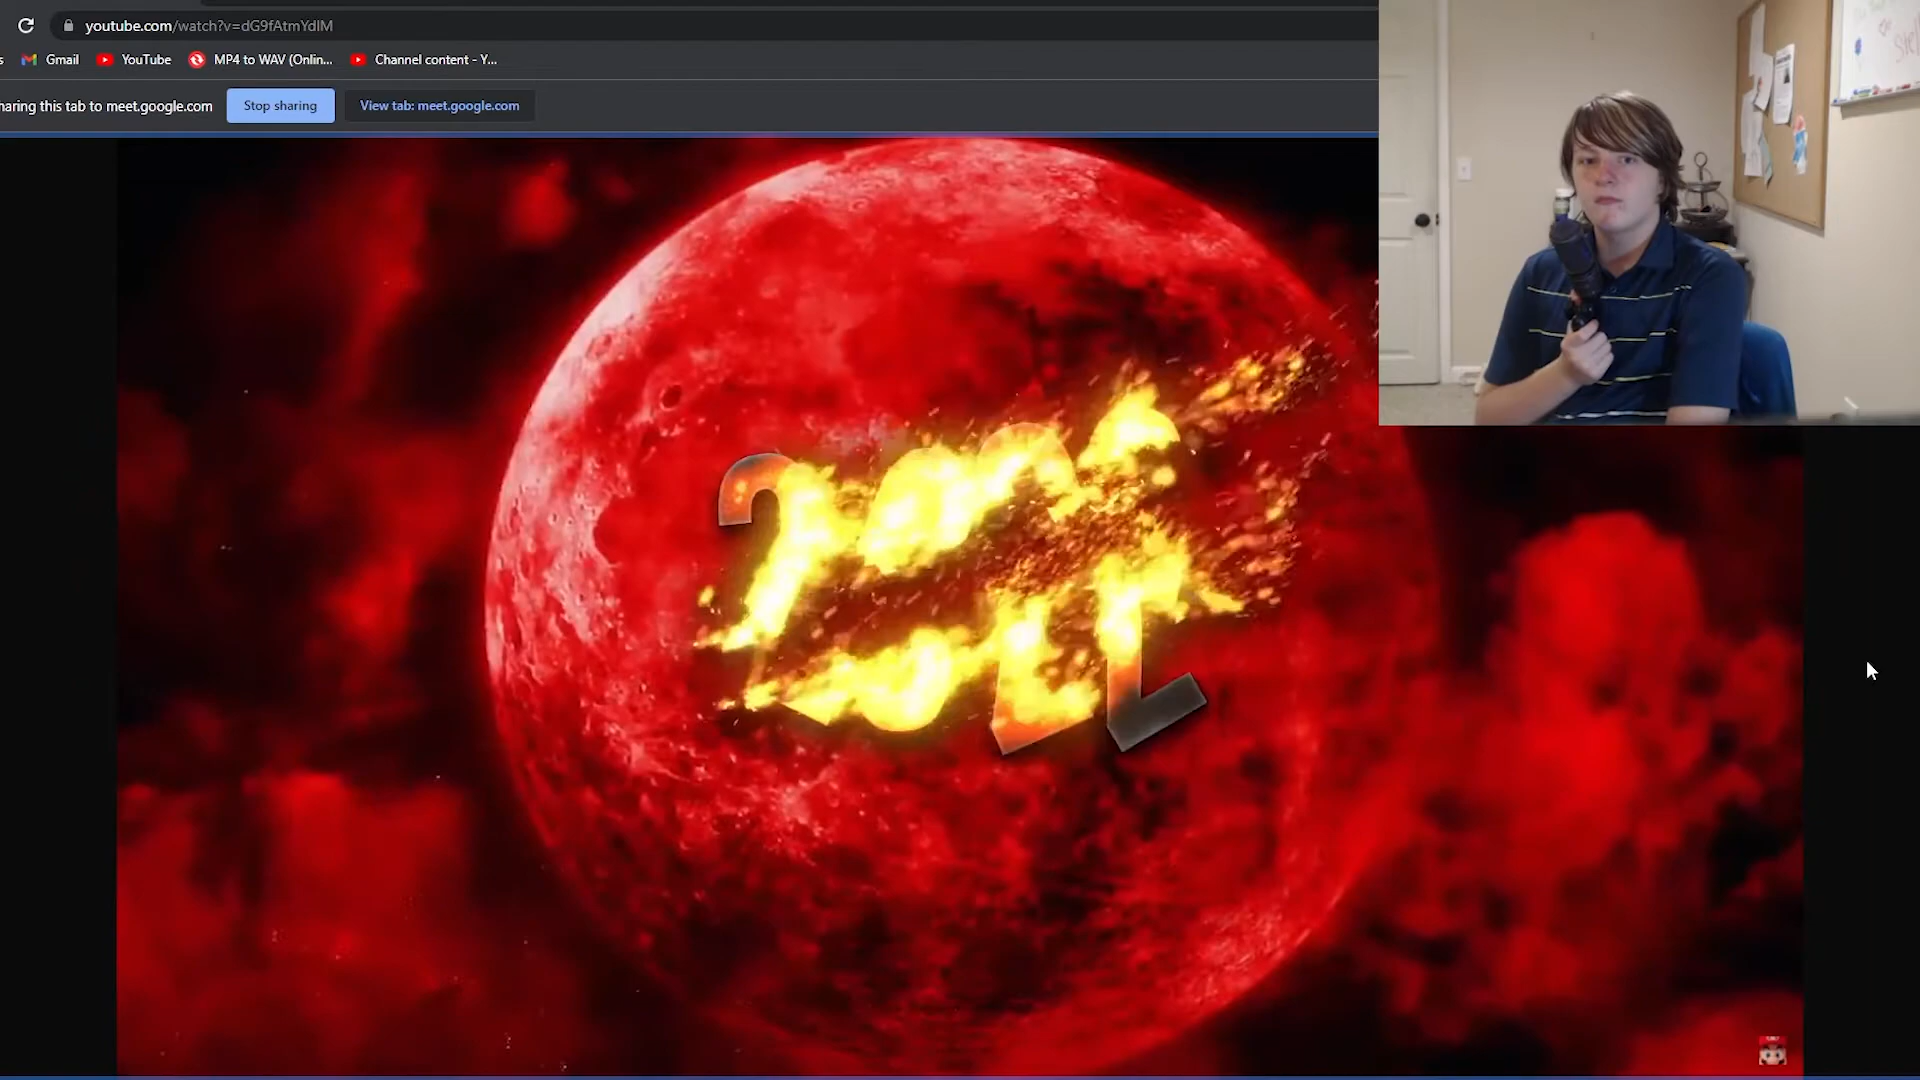 youtube.com/watch?v=dG9fAtmYdlM
Gmail YouTube MP4 to WAV (Onlin... Channel content - Y...
haring this tab to meet.google.com Stop sharing View tab: meet.google.com